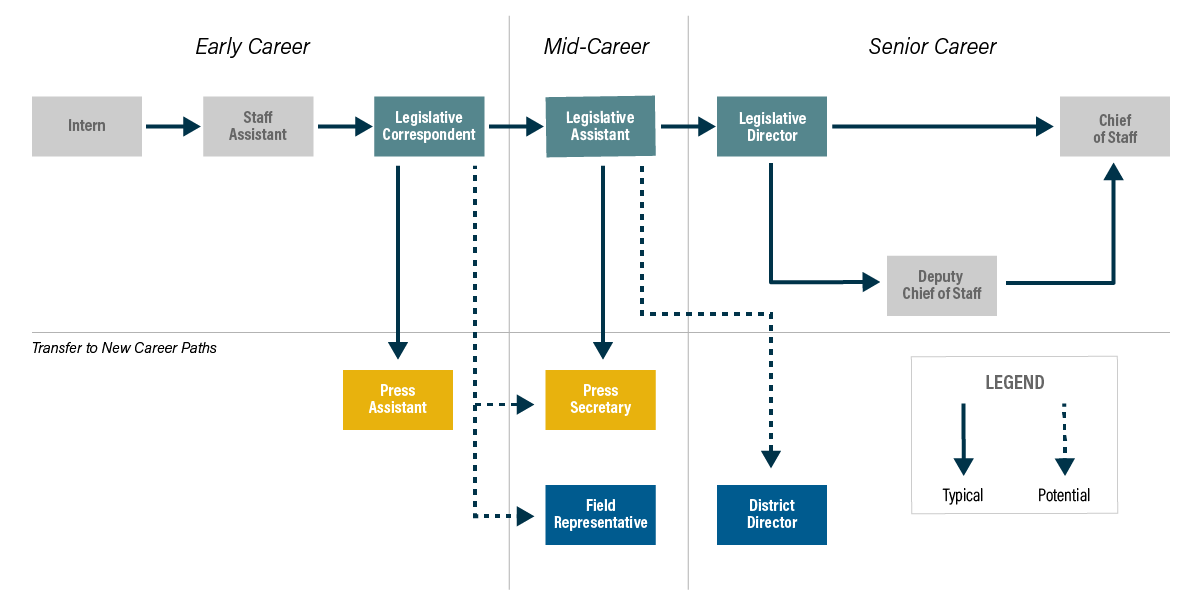 Early Career
Mid-Career
Senior Career
Intern
Staff
Assistant
Legislative
Correspondent
Legislative
Assistant
Legislative
Director
Chief
of Staff
Deputy
Chief of Staff
Transfer to New Career Paths
Press
Assistant
Press
Secretary
Field
Representative
District
Director
LEGEND
Typical
Potential